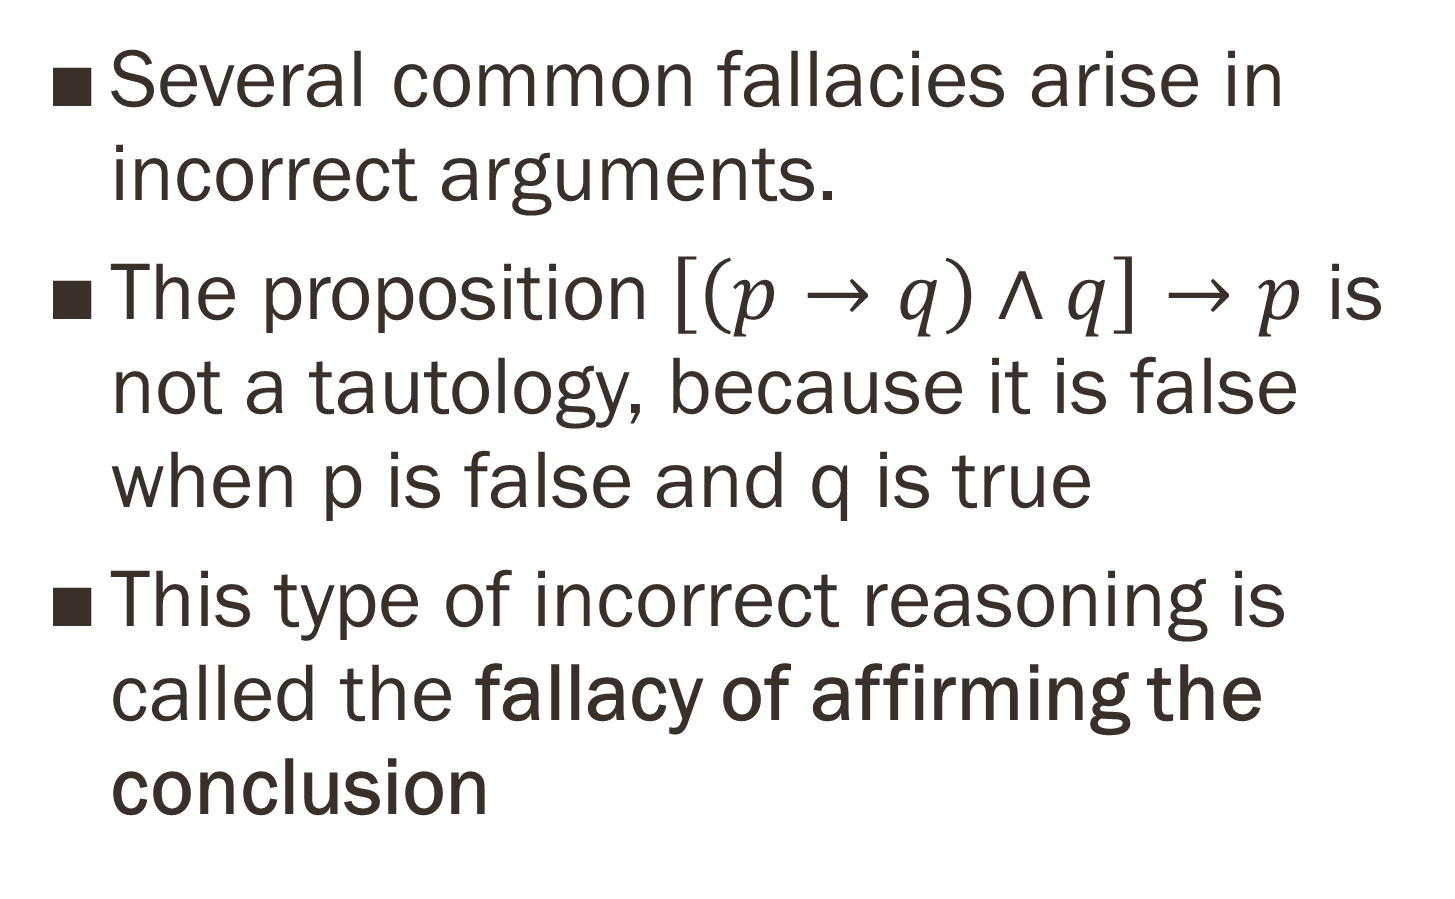 ▪ Several common fallacies arise in
incorrect arguments.
▪ The proposition [(p → q) ∧ q] → p is
not a tautology, because it is false
when p is false and q is true
▪ This type of incorrect reasoning is
called the fallacy of affirming the
conclusion